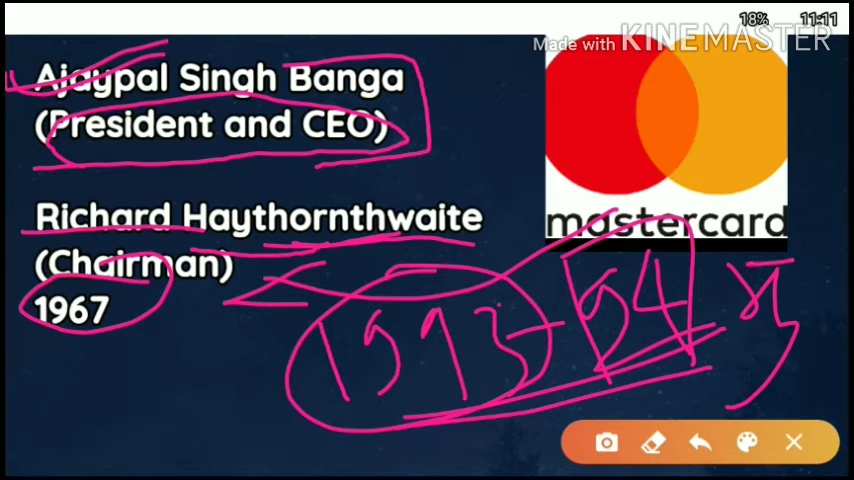 18% 11:11
Made with KINEMASTER
Ajaypal Singh Banga
(President and CEO)
mastercard
Richard Haythornthwaite
(Chairman)
1967
1993-54